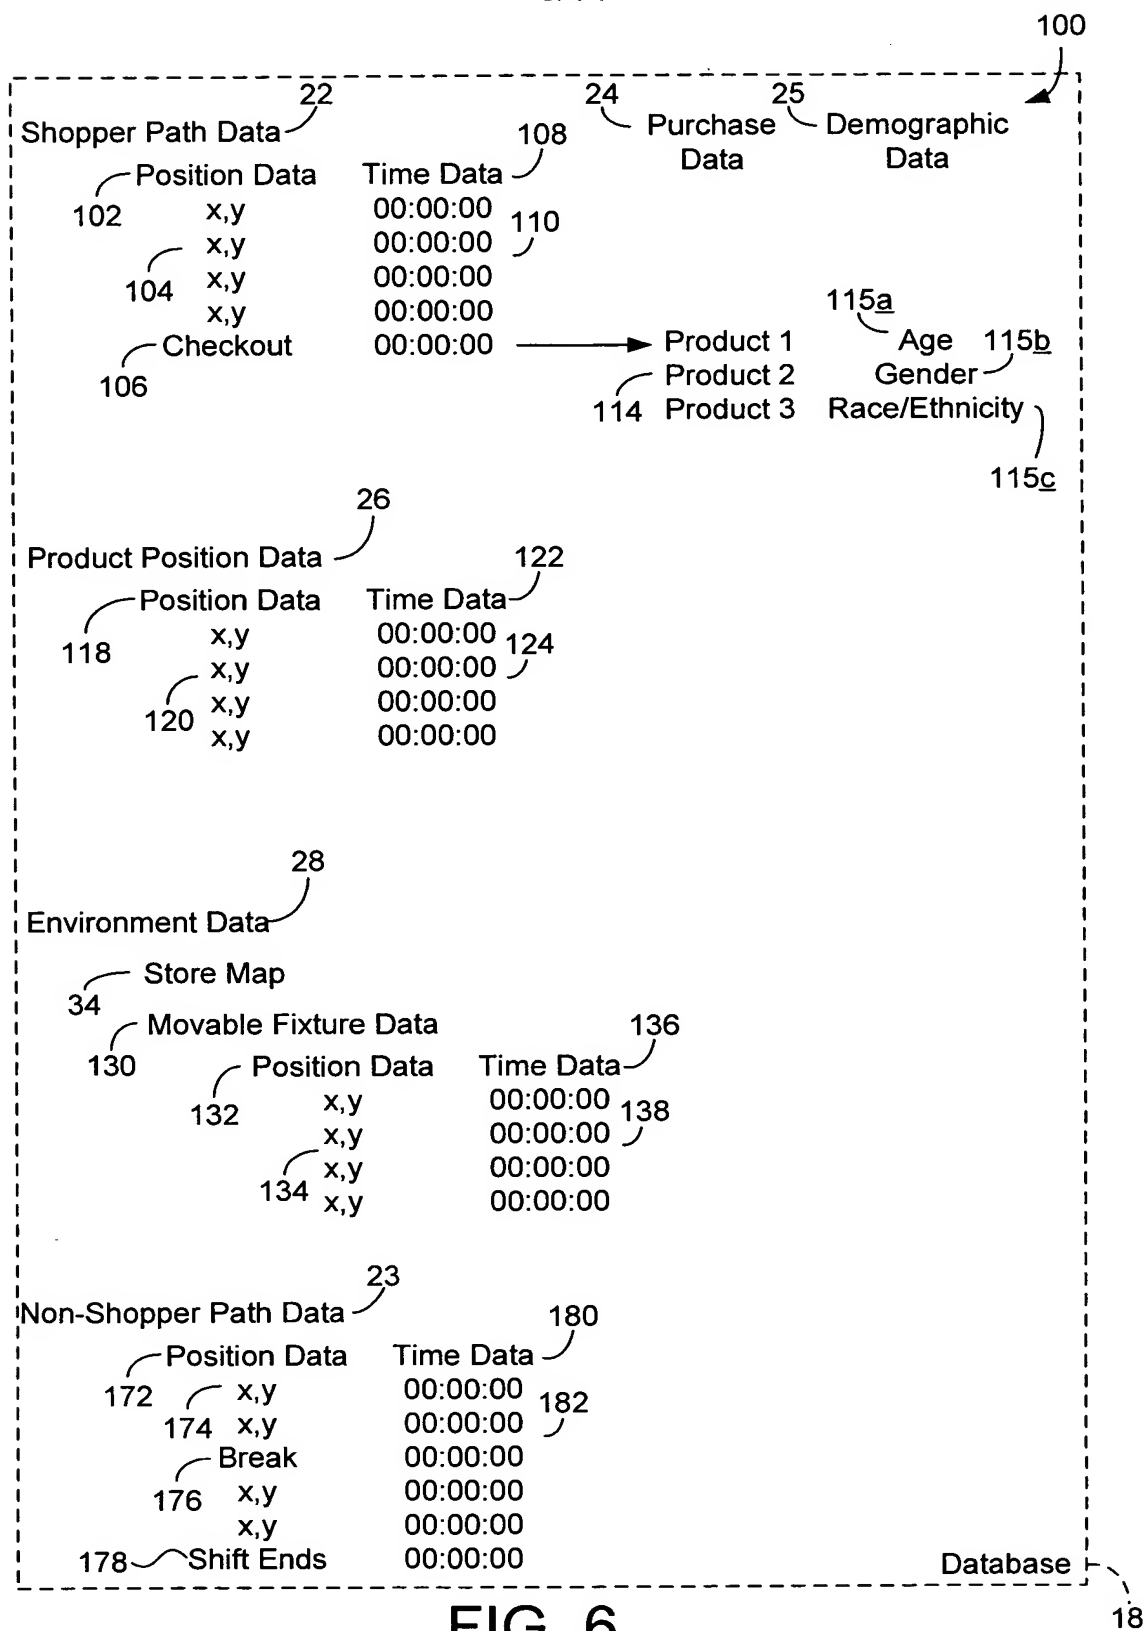 100
22 24 25
Shopper Path Data Purchase Demographic
108 Data Data
Position Data Time Data
102 x,y 00:00:00 110
x,y 00:00:00
104 x,y 00:00:00
x,y 00:00:00 115a
Checkout 00:00:00 Product 1 Age 115b
106 Product 2 Gender
114 Product 3 Race/Ethnicity
115c
26
Product Position Data 122
Position Data Time Data
118 x,y 00:00:00 124
x,y 00:00:00
120 x,y 00:00:00
x,y 00:00:00
28
Environment Data
Store Map
34
Movable Fixture Data 136
130 Position Data Time Data
132 x,y 00:00:00 138
x,y 00:00:00
134 x,y 00:00:00
x,y 00:00:00
23
Non-Shopper Path Data 180
Position Data Time Data
172 x,y 00:00:00 182
174 x,y 00:00:00
Break 00:00:00
176 x,y 00:00:00
x,y 00:00:00
178 Shift Ends 00:00:00 Database
18
FIG. 6